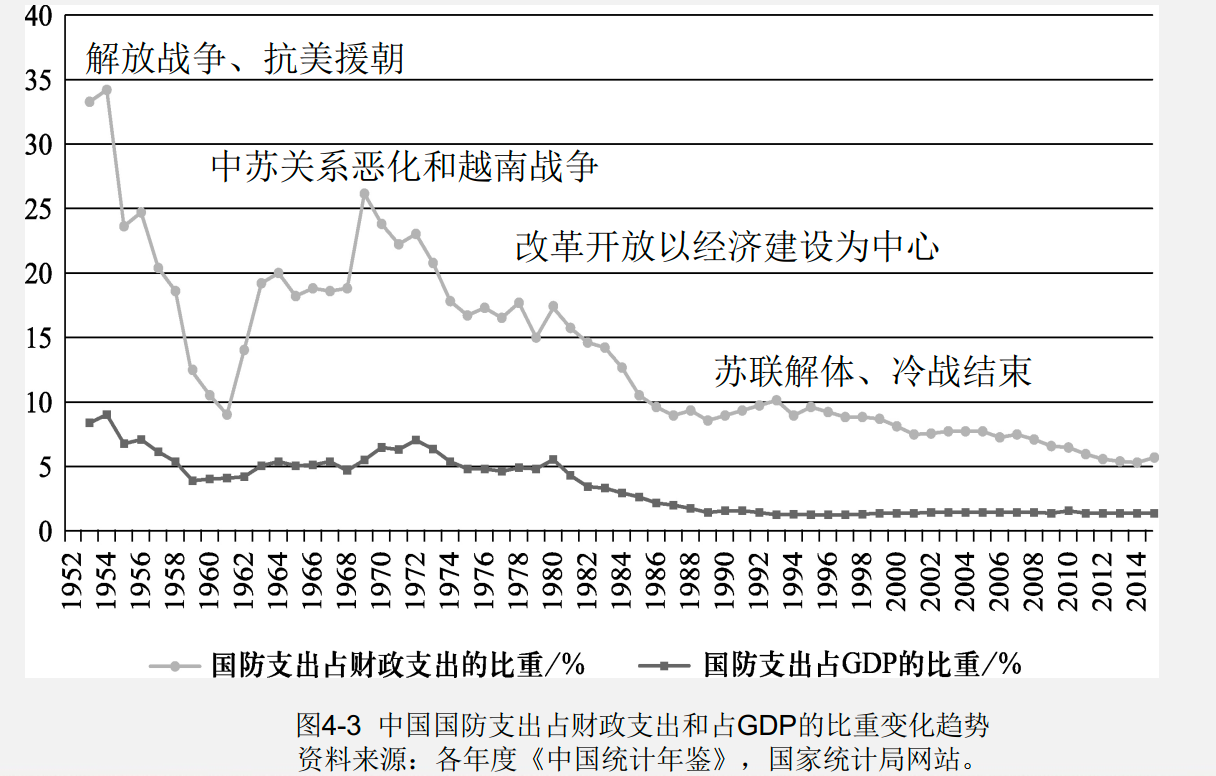 40
解放战争、抗美援朝
35
30
中苏关系恶化和越南战争
25
改革开放以经济建设为中心
20
15
苏联解体、冷战结束
10
5
0
1952 1954 1956 1958 1960 1962 1964 1966 1968 1970 1972 1974 1976 1978 1980 1982 1984 1986 1988 1990 1992 1994 1996 1998 2000 2002 2004 2006 2008 2010 2012 2014
国防支出占财政支出的比重/% 国防支出占GDP的比重/%
图4-3 中国国防支出占财政支出和占GDP的比重变化趋势
资料来源：各年度《中国统计年鉴》，国家统计局网站。